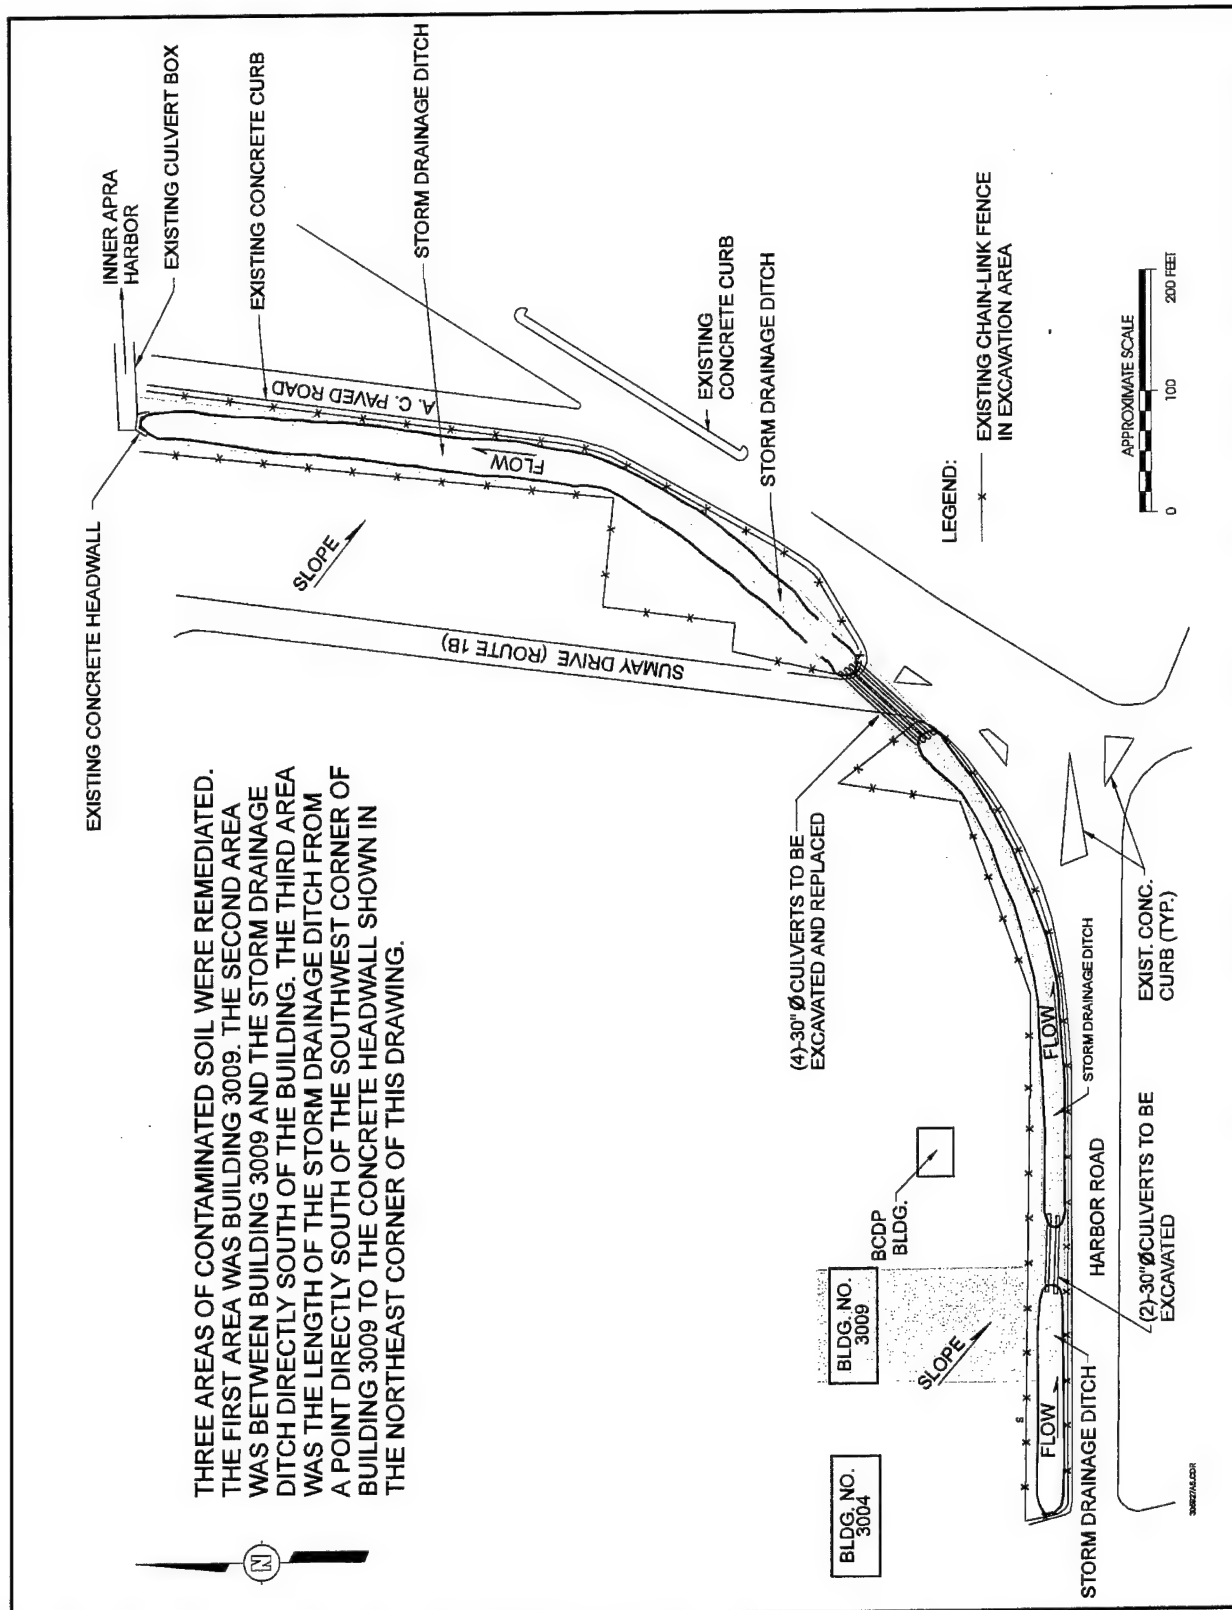 THREE AREAS OF CONTAMINATED SOIL WERE REMEDIATED.
THE FIRST AREA WAS BUILDING 3009. THE SECOND AREA
WAS BETWEEN BUILDING 3009 AND THE STORM DRAINAGE
DITCH DIRECTLY SOUTH OF THE BUILDING. THE THIRD AREA
WAS THE LENGTH OF THE STORM DRAINAGE DITCH FROM
A POINT DIRECTLY SOUTH OF THE SOUTHWEST CORNER OF
BUILDING 3009 TO THE CONCRETE HEADWALL SHOWN IN
THE NORTHEAST CORNER OF THIS DRAWING.
N
EXISTING CONCRETE HEADWALL
INNER APRA
HARBOR
EXISTING CULVERT BOX
EXISTING CONCRETE CURB
STORM DRAINAGE DITCH
A. C. PAVED ROAD
FLOW
SLOPE
SUMAY DRIVE (ROUTE 1B)
EXISTING
CONCRETE CURB
STORM DRAINAGE DITCH
(4)-30"Ø CULVERTS TO BE
EXCAVATED AND REPLACED
BCDP
BLDG.
BLDG. NO.
3009
SLOPE
BLDG. NO.
3004
S
FLOW
FLOW
STORM DRAINAGE DITCH
HARBOR ROAD
STORM DRAINAGE DITCH
(2)-30"Ø CULVERTS TO BE
EXCAVATED
EXIST. CONC.
CURB (TYP.)
LEGEND:
x EXISTING CHAIN-LINK FENCE
IN EXCAVATION AREA
APPROXIMATE SCALE
0 100 200 FEET